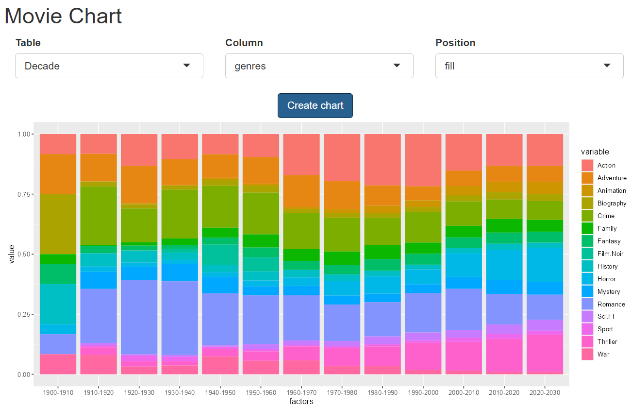 Movie Chart
Table Column Position
Decade genres fill
Create chart
1.00
0.75
0.50
0.25
0.00
value
1900-1910 1910-1920 1920-1930 1930-1940 1940-1950 1950-1960 1960-1970 1970-1980 1980-1990 1990-2000 2000-2010 2010-2020 2020-2030
factors
variable
Action
Adventure
Animation
Biography
Crime
Family
Fantasy
Film.Noir
History
Horror
Mystery
Romance
Sci.Fi
Sport
Thriller
War